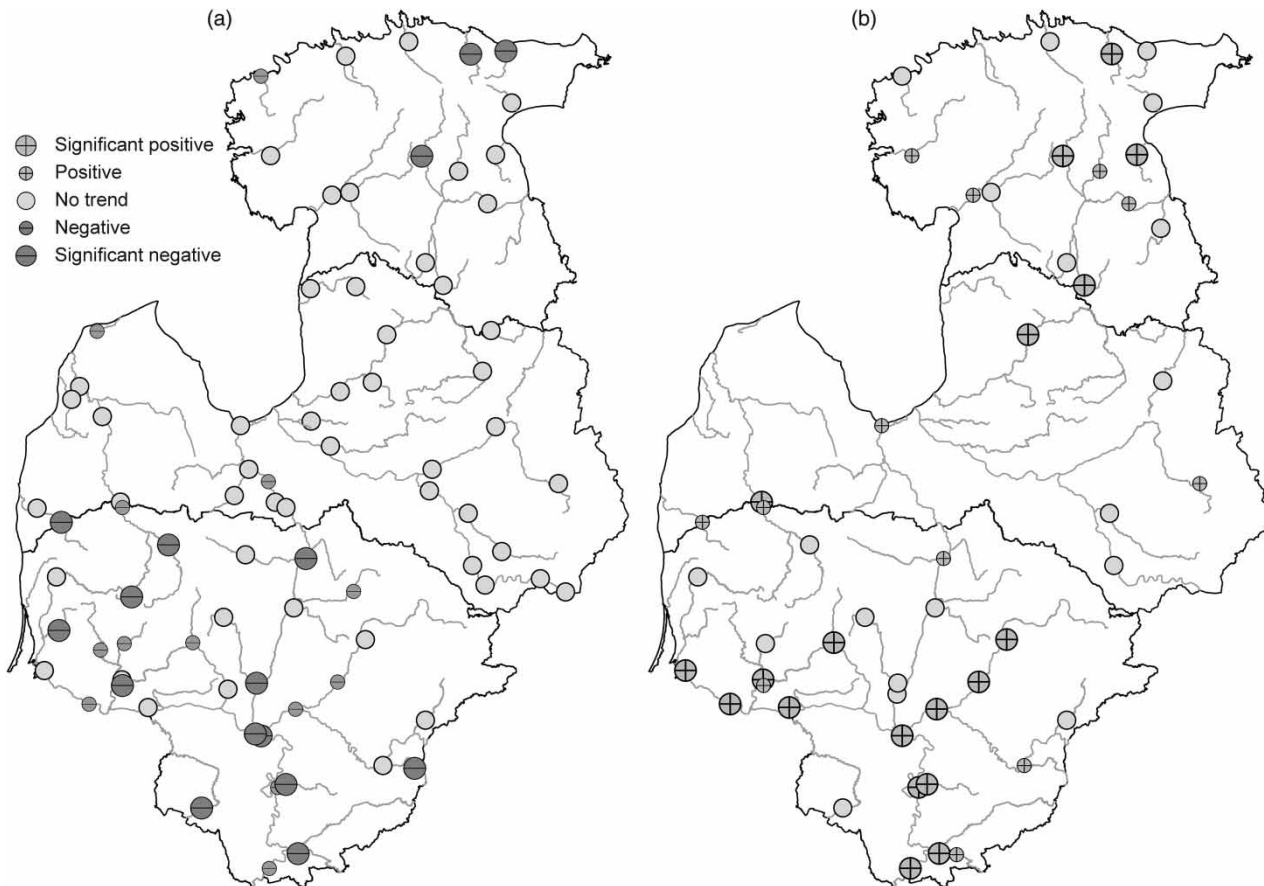 (a)
(b)
Significant positive
Positive
No trend
Negative
Significant negative